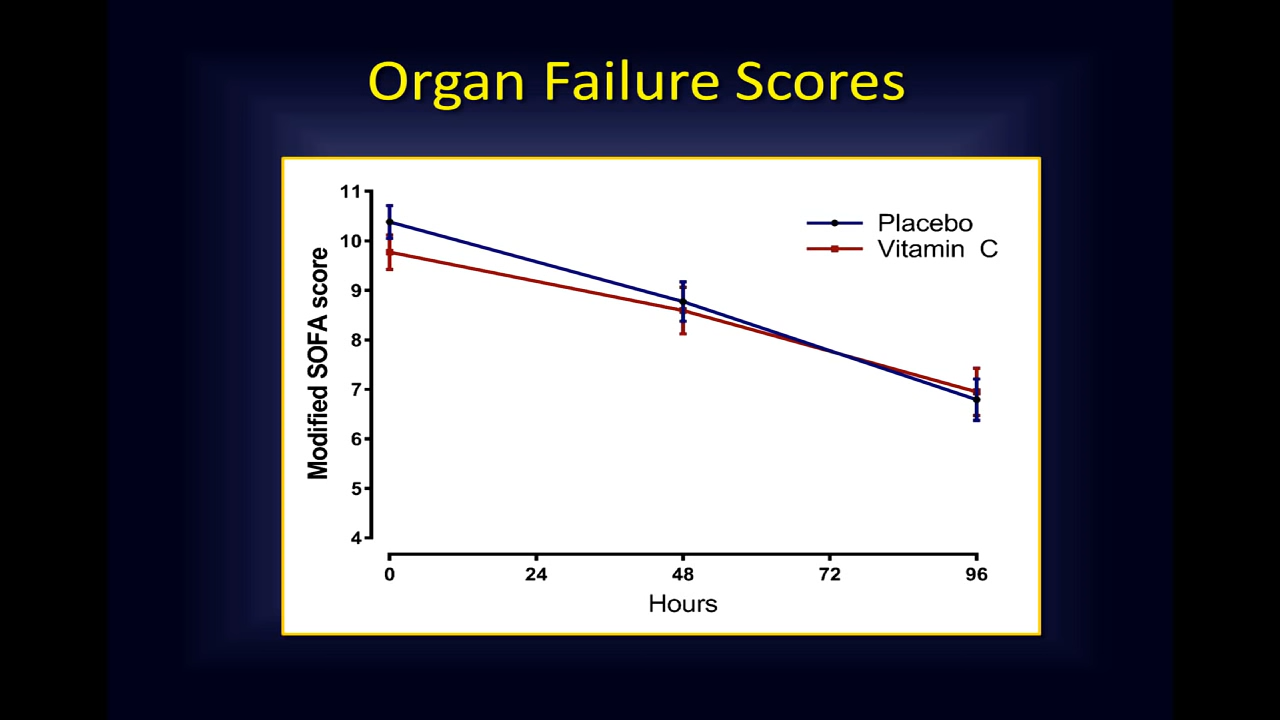 Organ Failure Scores
Placebo
Vitamin C
Modified SOFA score
11
10
9
8
7
6
5
4
0 24 48 72 96
Hours